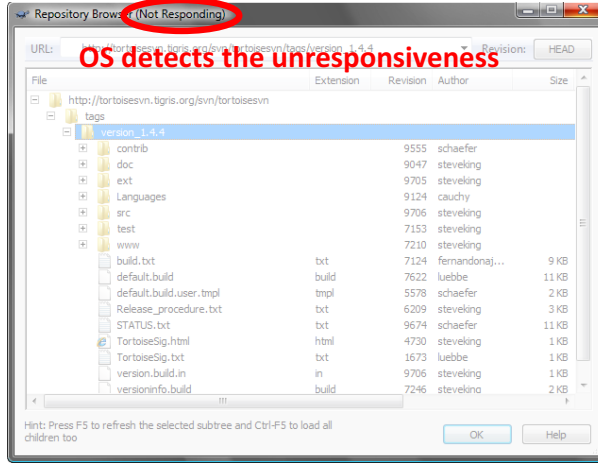 Repository Browser (Not Responding)
URL: http://tortoisesvn.tigris.org/svn/tortoisesvn/tags/version_1.4.4 Revision: HEAD
OS detects the unresponsiveness
File Extension Revision Author Size
http://tortoisesvn.tigris.org/svn/tortoisesvn
tags
version_1.4.4
contrib 9555 schaefer
doc 9047 steveking
ext 9705 steveking
Languages 9124 cauchy
src 9706 steveking
test 7153 steveking
www 7210 steveking
build.txt txt 7124 fernandonaj... 9 KB
default.build build 7622 luebbe 11 KB
default.build.user.tmpl tmpl 5578 schaefer 2 KB
Release_procedure.txt txt 6209 steveking 3 KB
STATUS.txt txt 9674 schaefer 11 KB
TortoiseSig.html html 4730 steveking 1 KB
TortoiseSig.txt txt 1673 luebbe 1 KB
version.build.in in 9706 steveking 1 KB
versioninfo.build build 7246 steveking 2 KB
Hint: Press F5 to refresh the selected subtree and Ctrl-F5 to load all
children too
OK Help